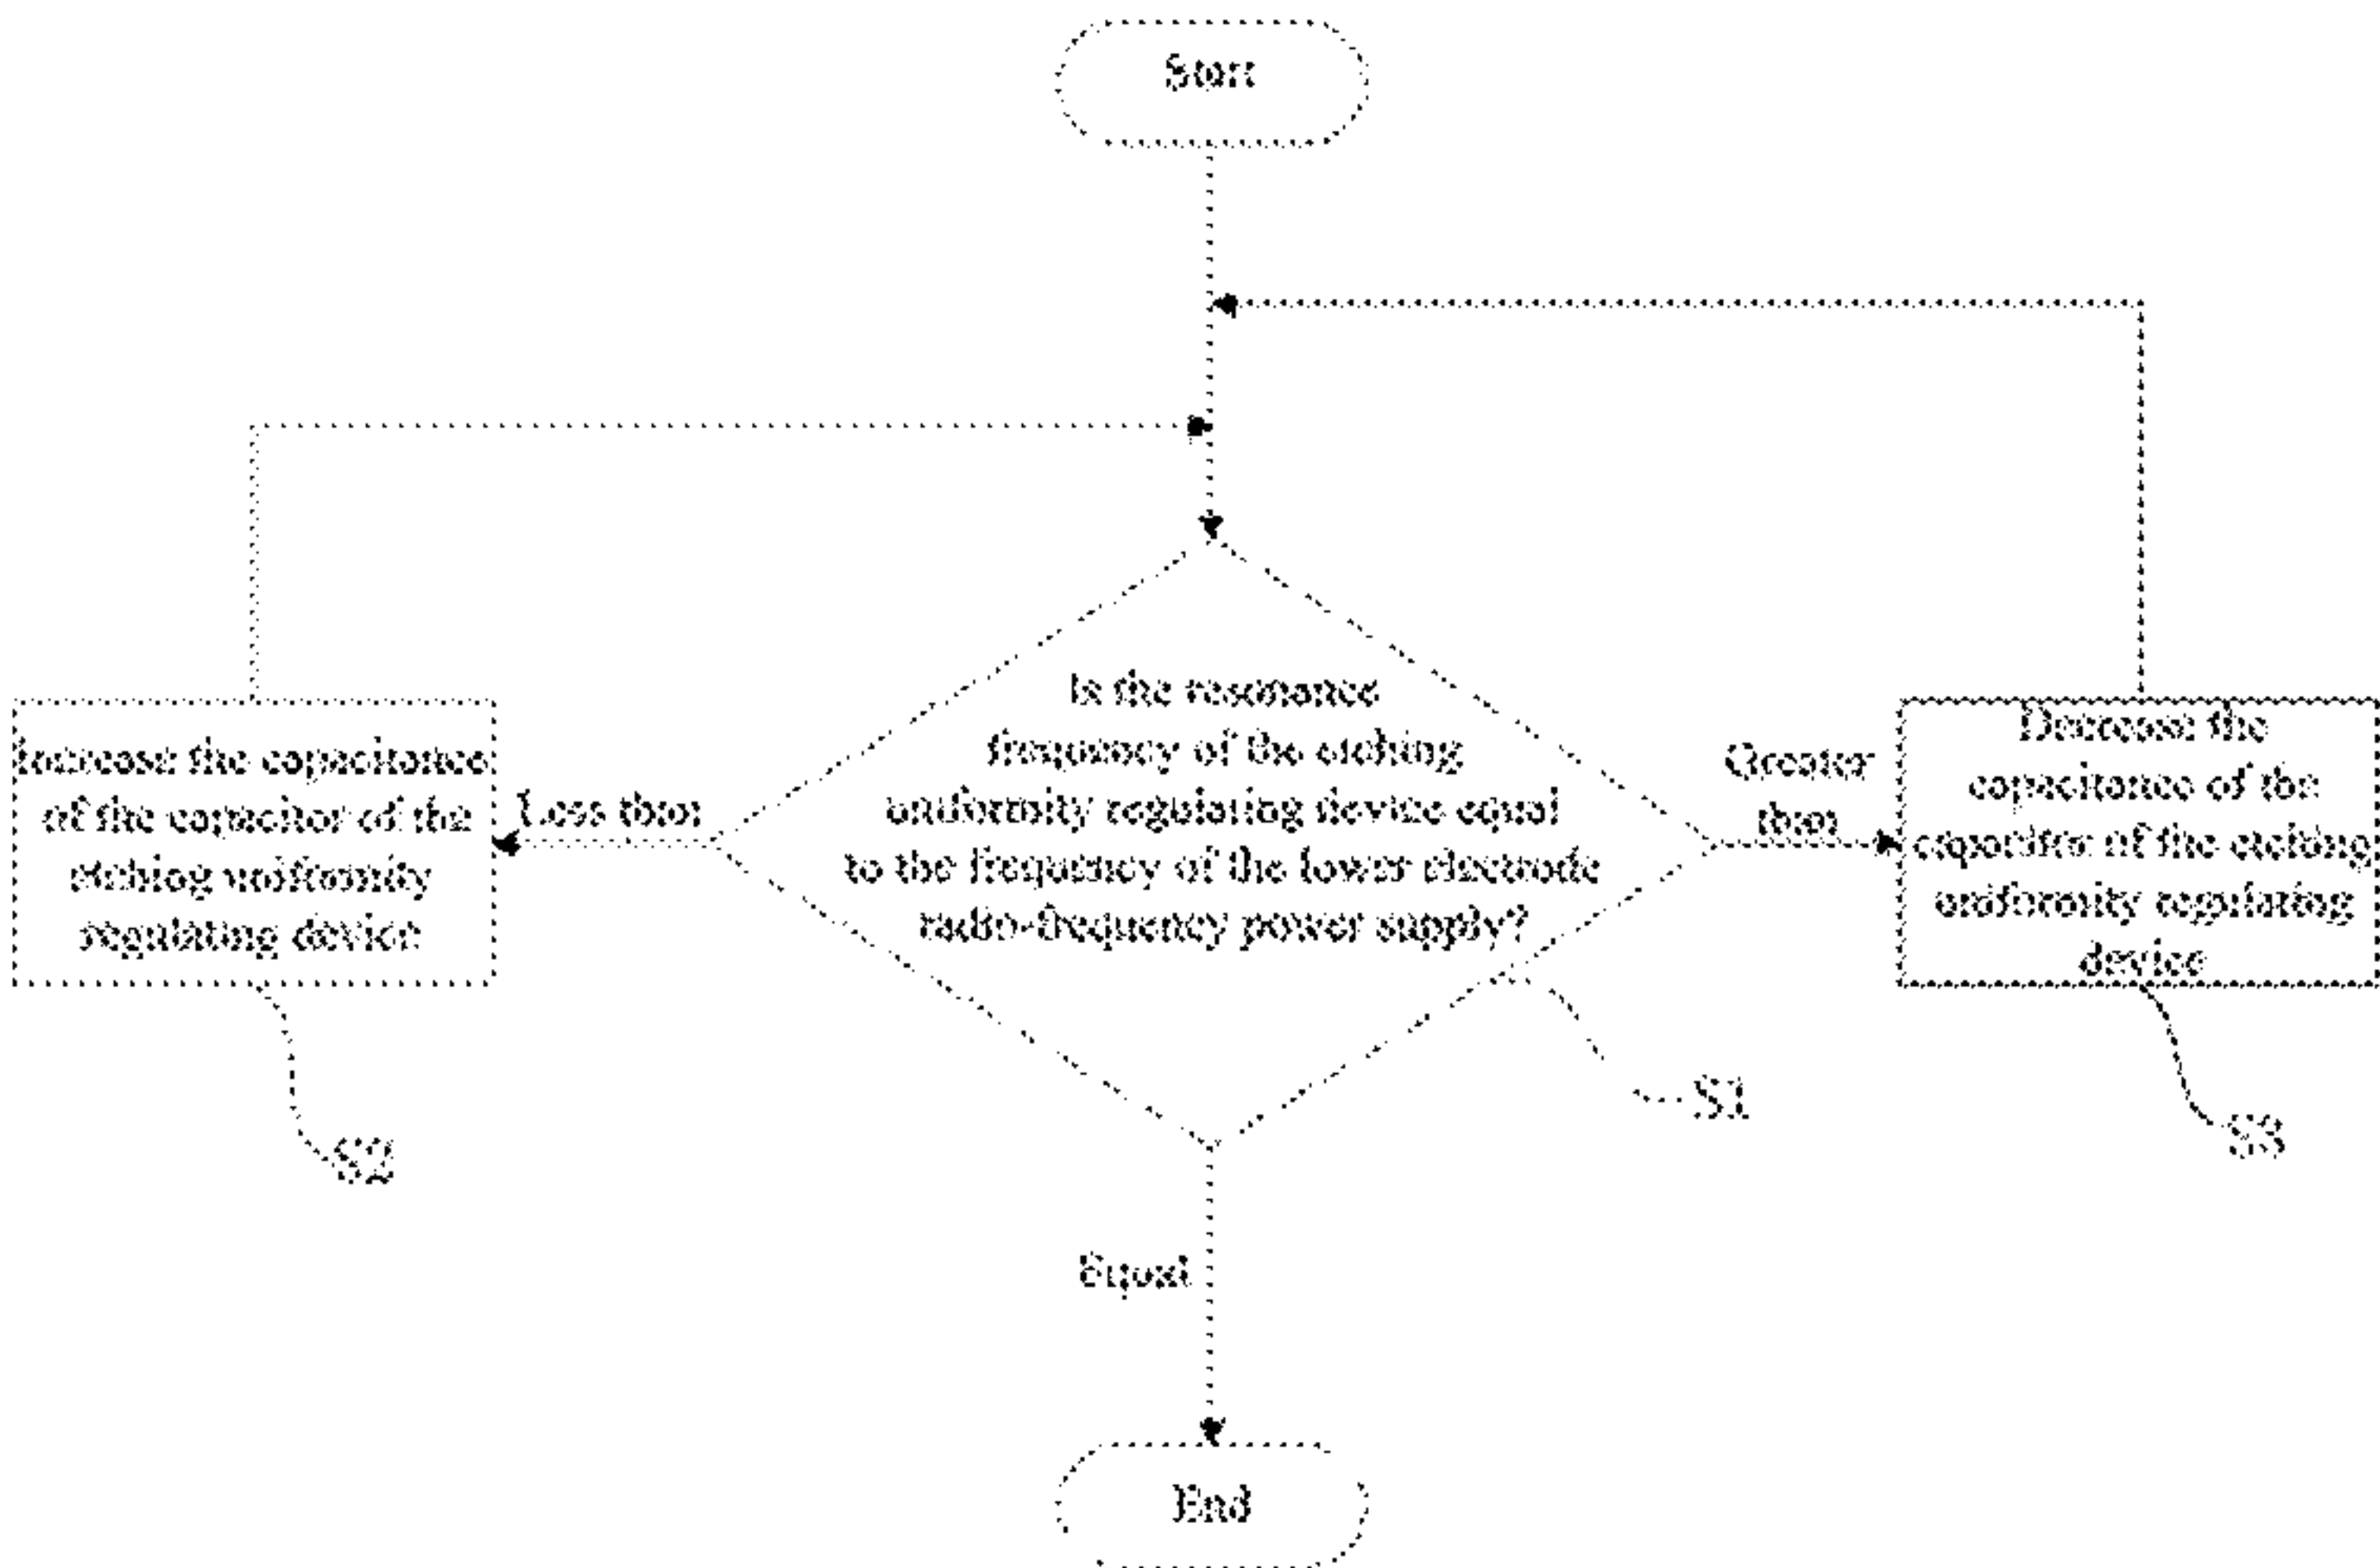 Start
Is the resonance
frequency of the etching
uniformity regulating device equal
to the frequency of the lower electrode
radio-frequency power supply?
Less than
Increase the capacitance
of the capacitor of the
etching uniformity
regulating device
Greater
than
Decrease the
capacitance of the
capacitor of the etching
uniformity regulating
device
S1
S2
S3
Equal
End